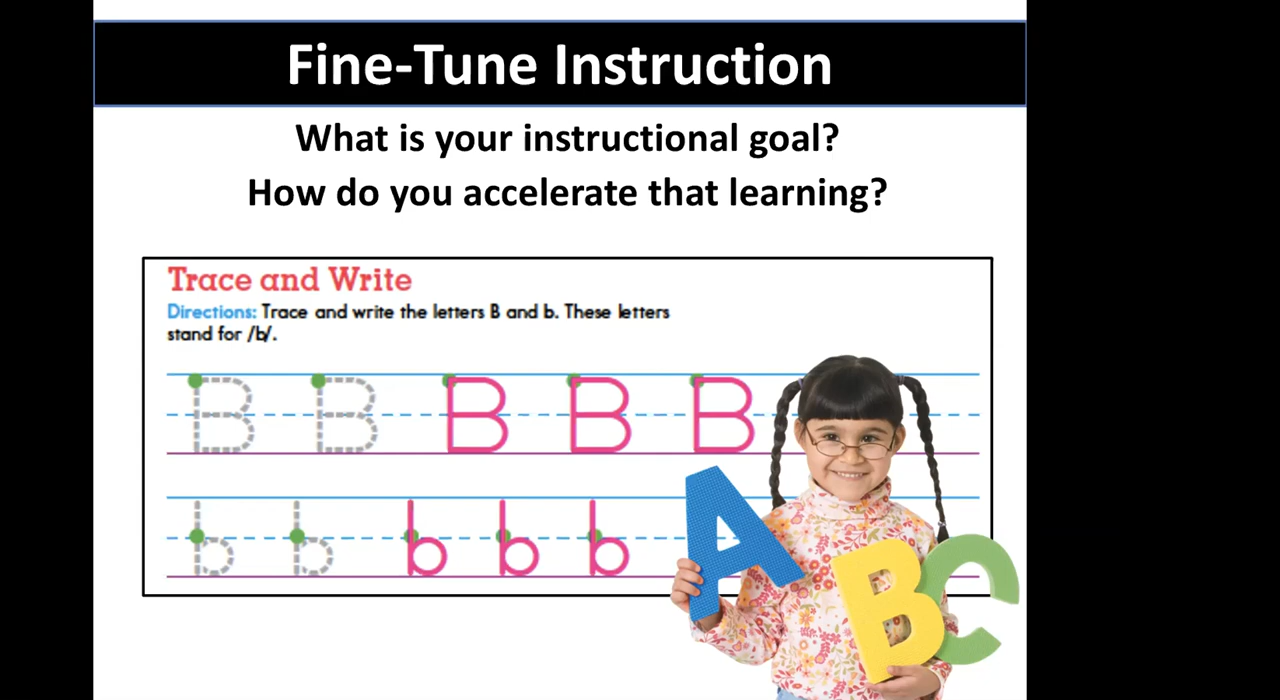 Fine-Tune Instruction
What is your instructional goal?
How do you accelerate that learning?
Trace and Write
Directions: Trace and write the letters B and b. These letters
stand for /b/.
B B B B B
b b b b b
A B C